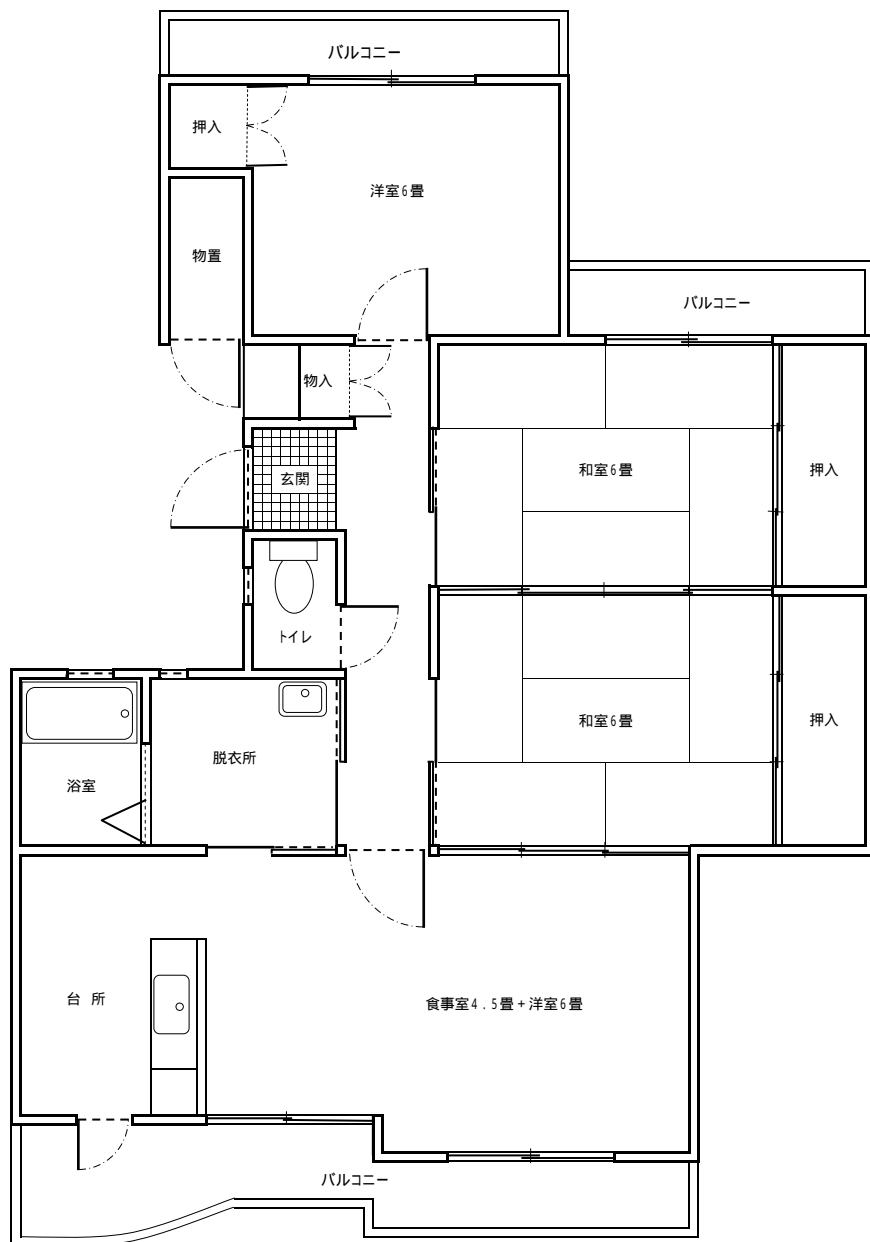 バルコニー
押入
洋室6畳
物置
バルコニー
物入
和室6畳
押入
玄関
トイレ
和室6畳
押入
脱衣所
浴室
台 所
食事室4.5畳+洋室6畳
バルコニー